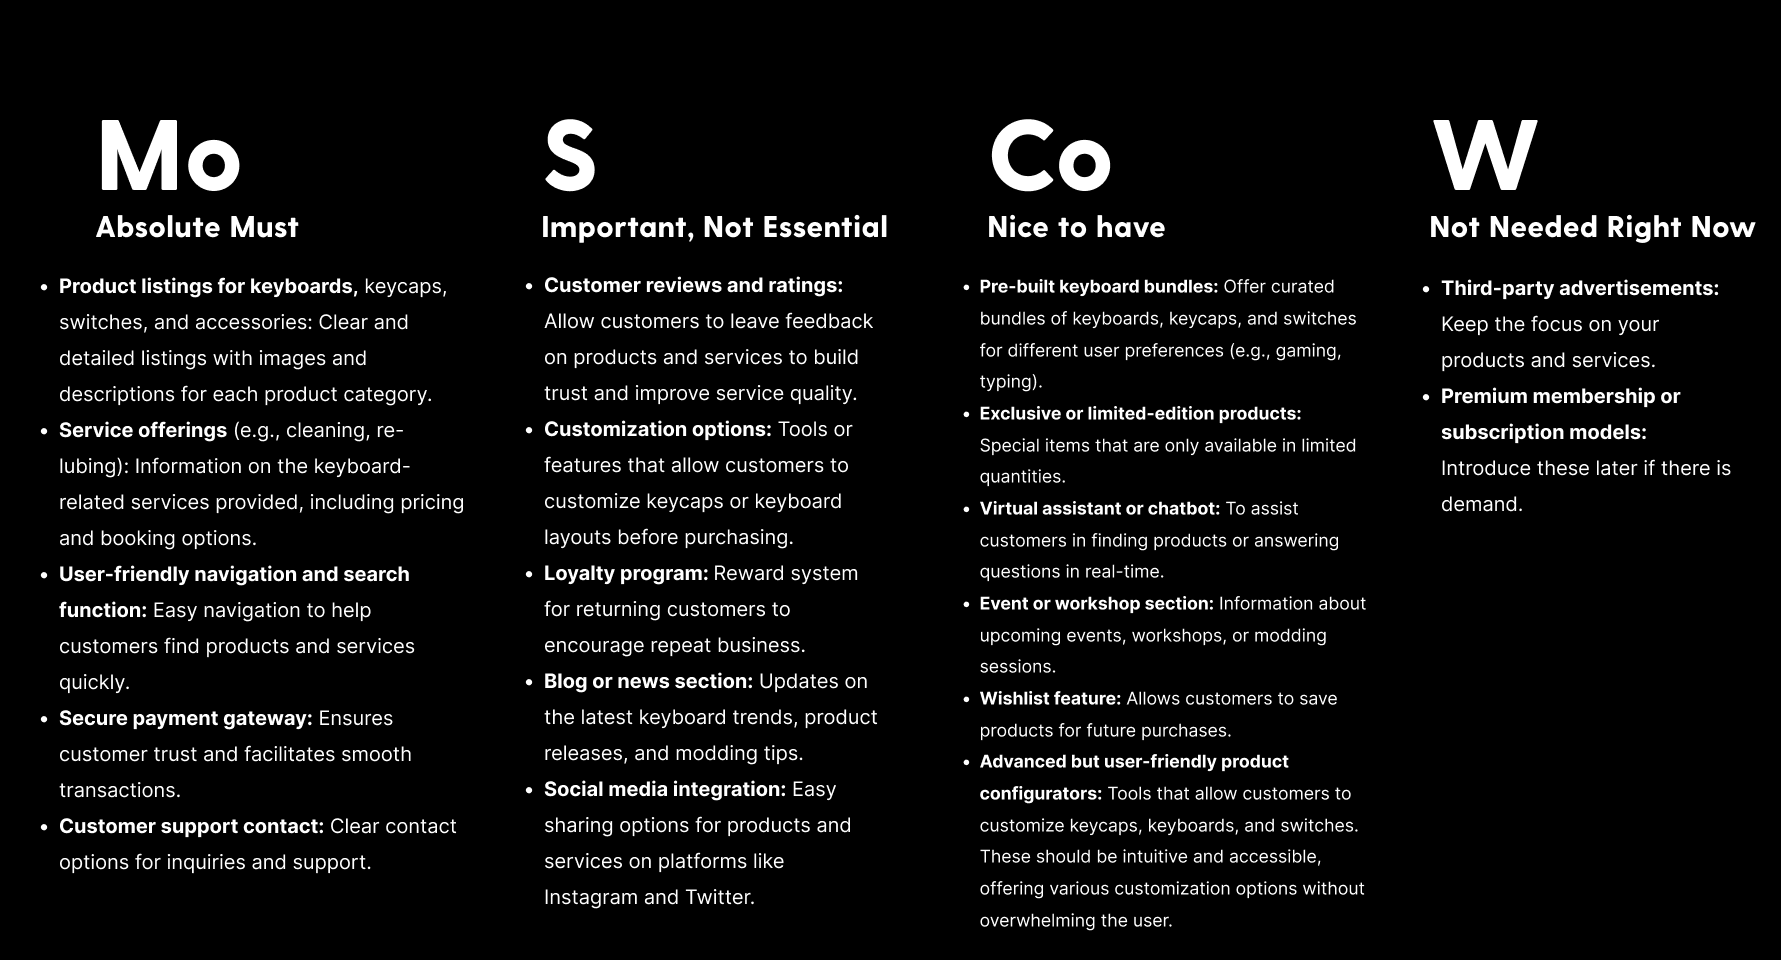 Mo
Absolute Must
• Product listings for keyboards, keycaps,
switches, and accessories: Clear and
detailed listings with images and
descriptions for each product category.
• Service offerings (e.g., cleaning, re-
lubing): Information on the keyboard-
related services provided, including pricing
and booking options.
• User-friendly navigation and search
function: Easy navigation to help
customers find products and services
quickly.
• Secure payment gateway: Ensures
customer trust and facilitates smooth
transactions.
• Customer support contact: Clear contact
options for inquiries and support.
S
Important, Not Essential
• Customer reviews and ratings:
Allow customers to leave feedback
on products and services to build
trust and improve service quality.
• Customization options: Tools or
features that allow customers to
customize keycaps or keyboard
layouts before purchasing.
• Loyalty program: Reward system
for returning customers to
encourage repeat business.
• Blog or news section: Updates on
the latest keyboard trends, product
releases, and modding tips.
• Social media integration: Easy
sharing options for products and
services on platforms like
Instagram and Twitter.
Co
Nice to have
• Pre-built keyboard bundles: Offer curated
bundles of keyboards, keycaps, and switches
for different user preferences (e.g., gaming,
typing).
• Exclusive or limited-edition products:
Special items that are only available in limited
quantities.
• Virtual assistant or chatbot: To assist
customers in finding products or answering
questions in real-time.
• Event or workshop section: Information about
upcoming events, workshops, or modding
sessions.
• Wishlist feature: Allows customers to save
products for future purchases.
• Advanced but user-friendly product
configurators: Tools that allow customers to
customize keycaps, keyboards, and switches.
These should be intuitive and accessible,
offering various customization options without
overwhelming the user.
W
Not Needed Right Now
• Third-party advertisements:
Keep the focus on your
products and services.
• Premium membership or
subscription models:
Introduce these later if there is
demand.